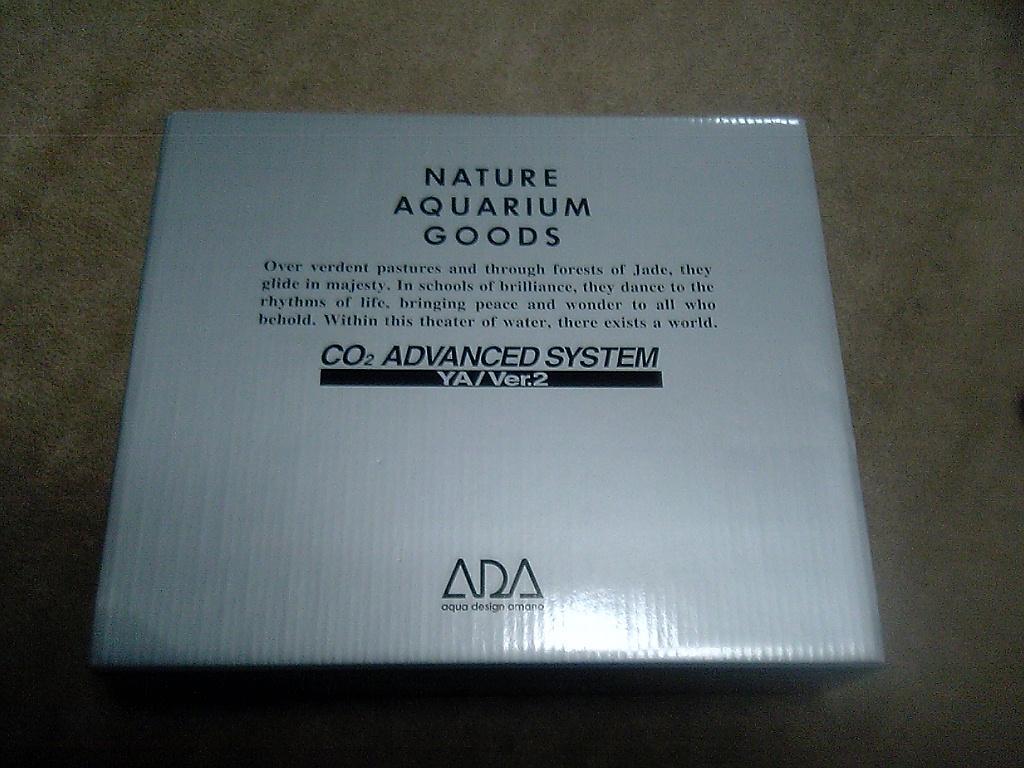 NATURE
AQUARIUM
GOODS
Over verdent pastures and through forests of Jade, they
glide in majesty. In schools of brilliance, they dance to the
rhythms of life, bringing peace and wonder to all who
behold. Within this theater of water, there exists a world.
CO₂ ADVANCED SYSTEM
YA/Ver.2
ADA
aqua design amano